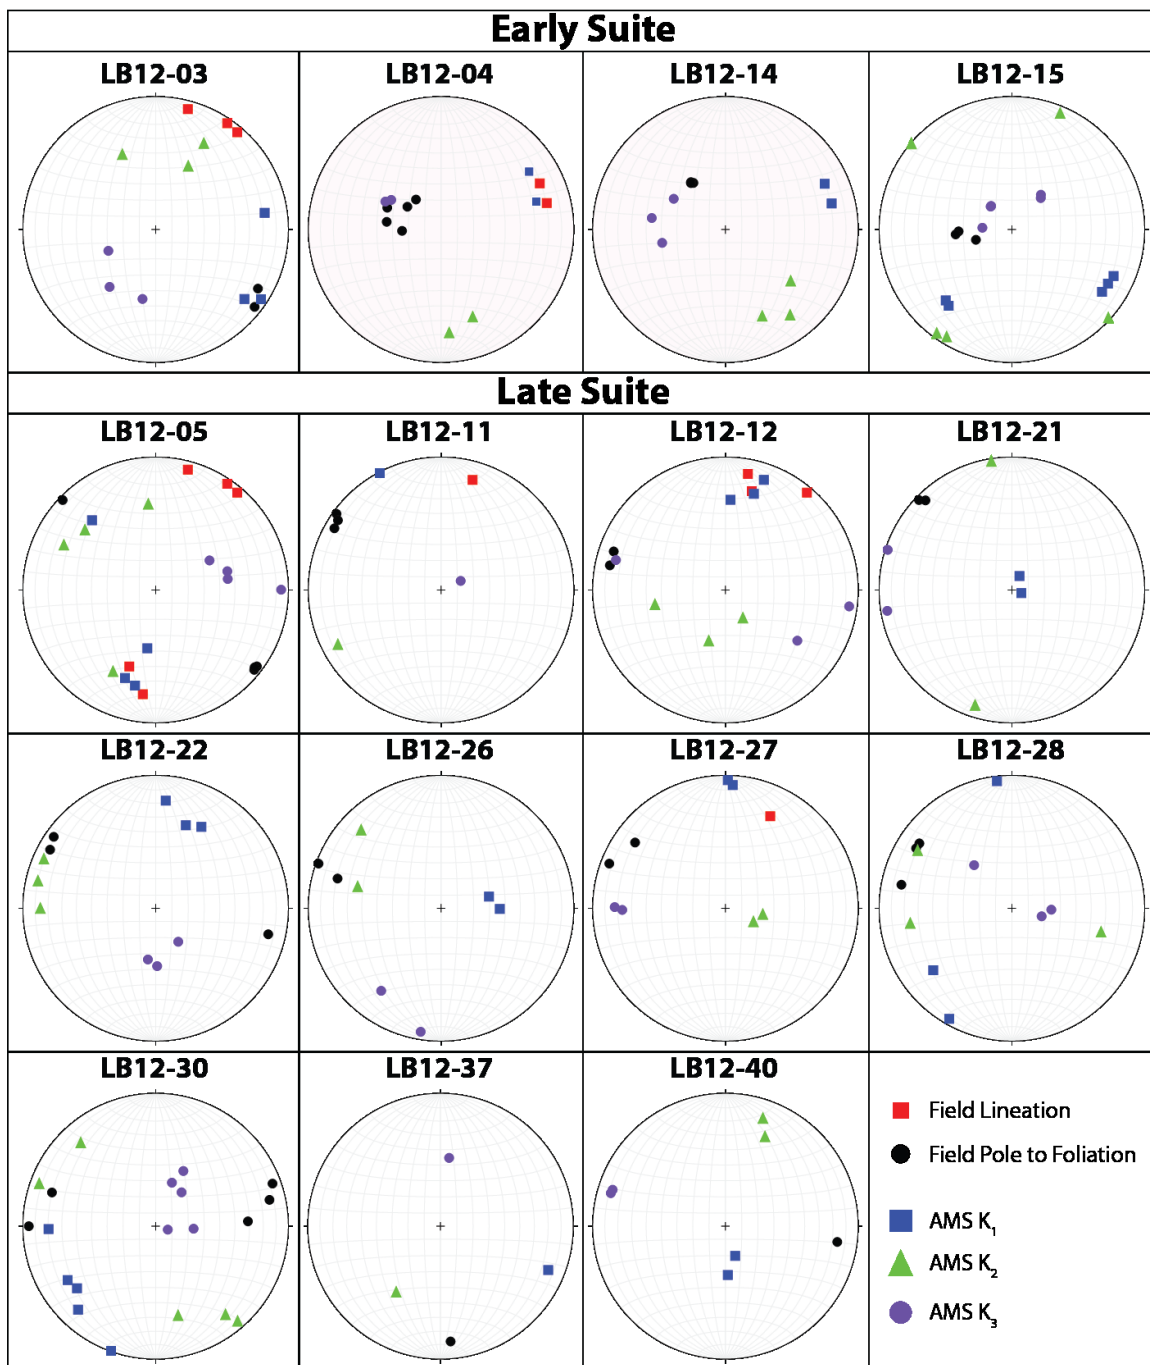 Early Suite
LB12-03 LB12-04 LB12-14 LB12-15
Late Suite
LB12-05 LB12-11 LB12-12 LB12-21
LB12-22 LB12-26 LB12-27 LB12-28
LB12-30 LB12-37 LB12-40
Field Lineation
Field Pole to Foliation
AMS K₁
AMS K₂
AMS K₃